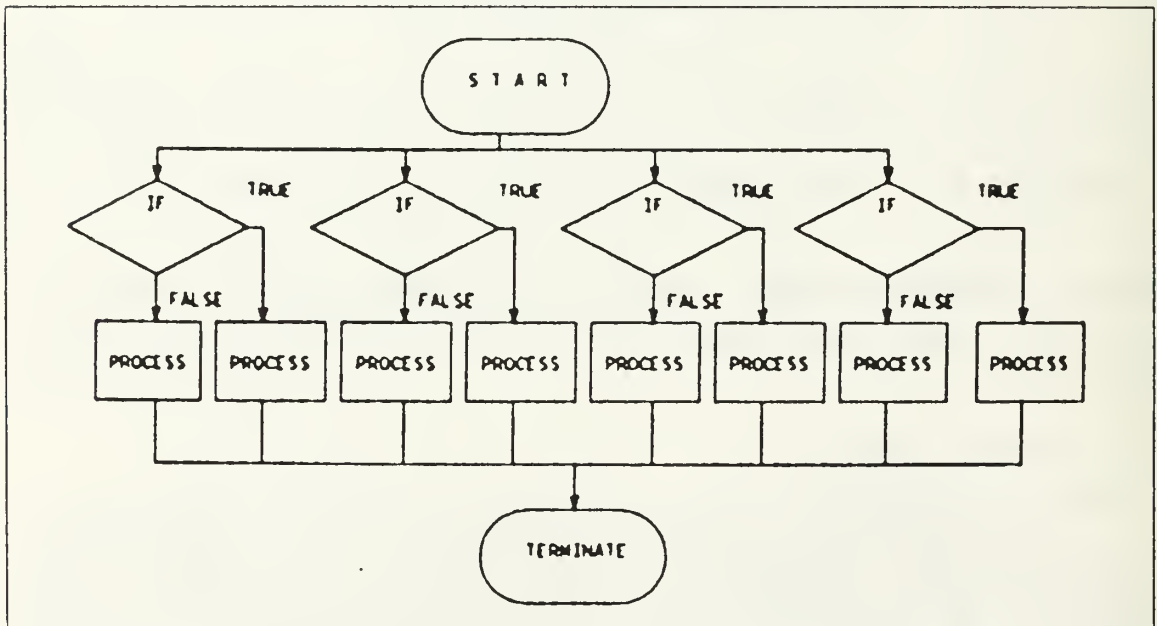 S T A R T
TRUE TRUE TRUE TRUE
IF IF IF IF
FALSE FALSE FALSE FALSE
PROCESS PROCESS PROCESS PROCESS PROCESS PROCESS PROCESS PROCESS
TERMINATE